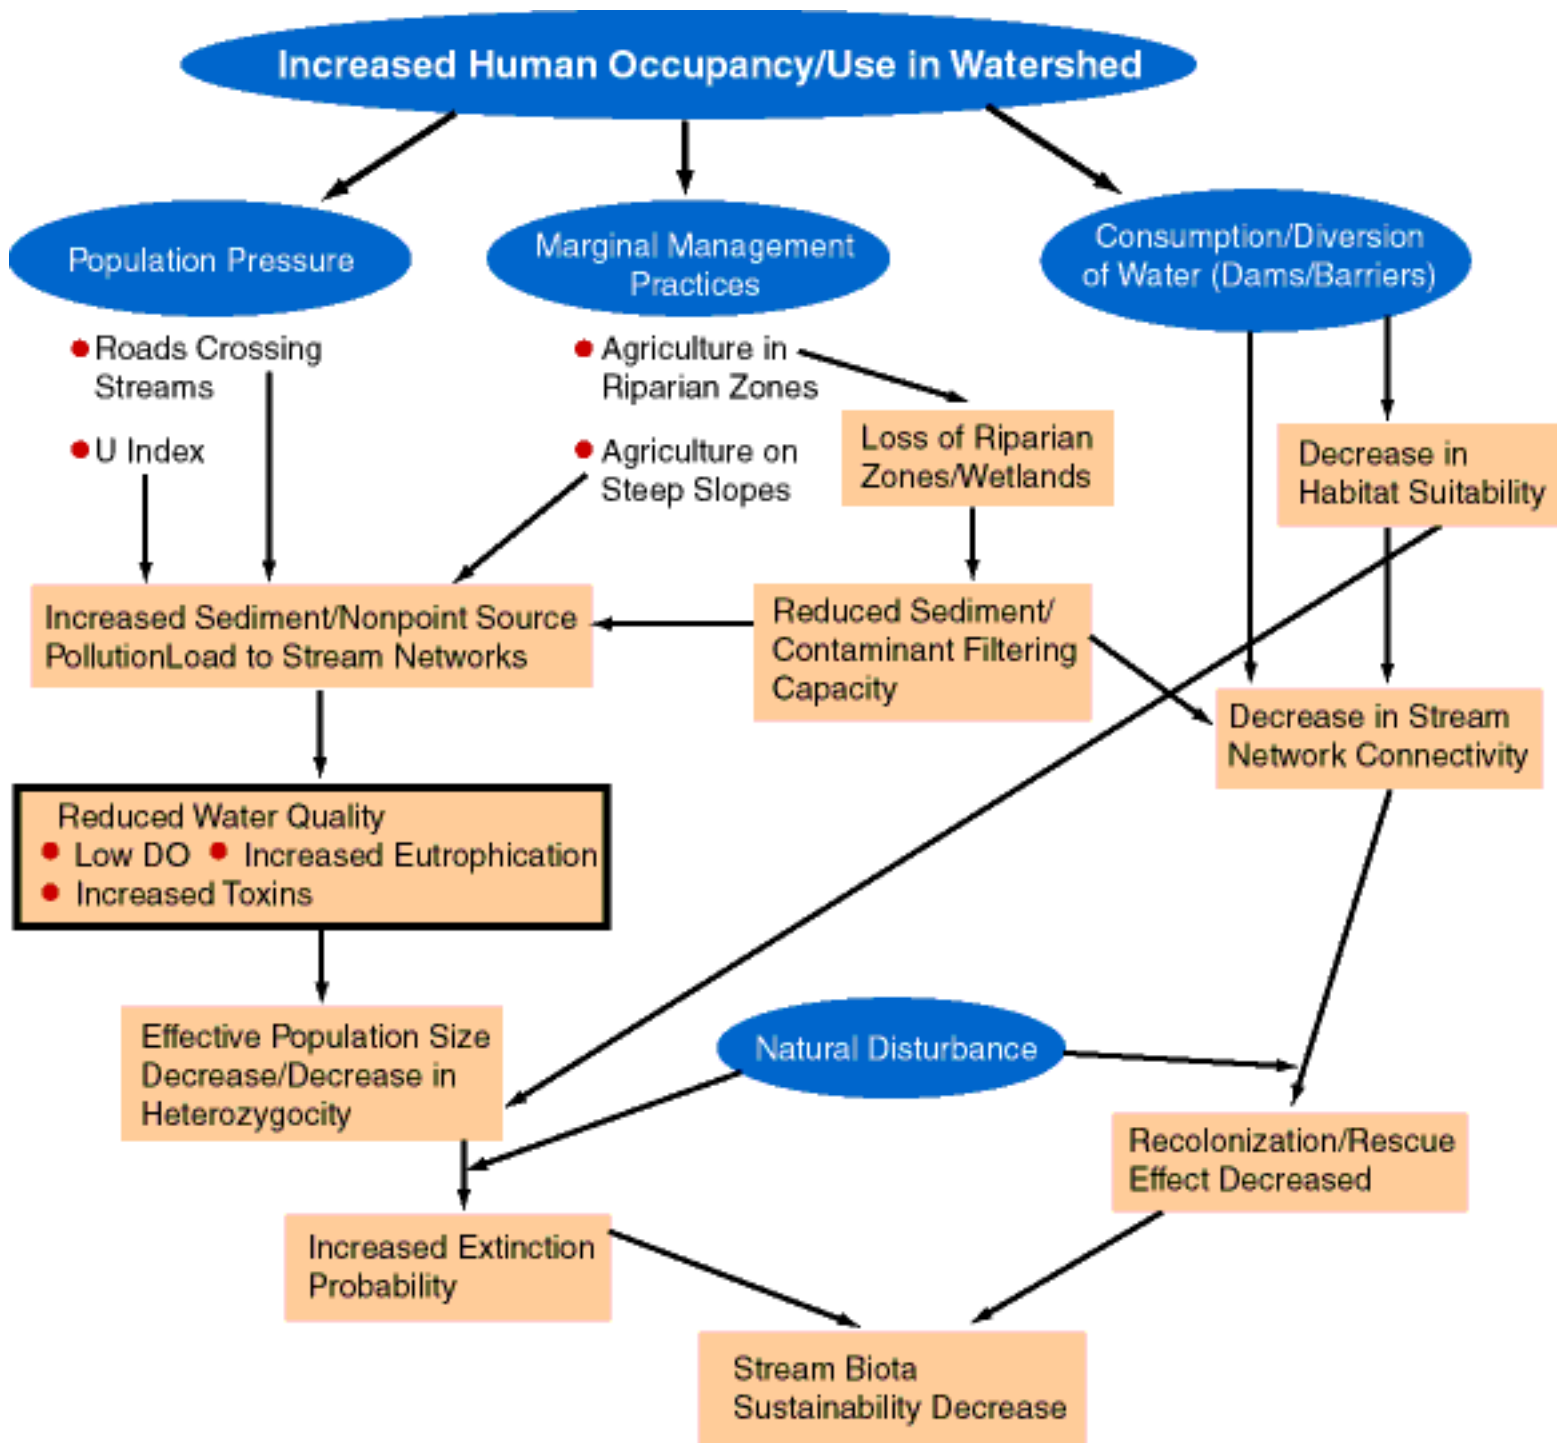 Increased Human Occupancy/Use in Watershed
Population Pressure
Marginal Management
Practices
Consumption/Diversion
of Water (Dams/Barriers)
Roads Crossing
Streams
U Index
Agriculture in
Riparian Zones
Agriculture on
Steep Slopes
Loss of Riparian
Zones/Wetlands
Decrease in
Habitat Suitability
Increased Sediment/Nonpoint Source
PollutionLoad to Stream Networks
Reduced Sediment/
Contaminant Filtering
Capacity
Decrease in Stream
Network Connectivity
Reduced Water Quality
Low DO Increased Eutrophication
Increased Toxins
Effective Population Size
Decrease/Decrease in
Heterozygocity
Natural Disturbance
Recolonization/Rescue
Effect Decreased
Increased Extinction
Probability
Stream Biota
Sustainability Decrease